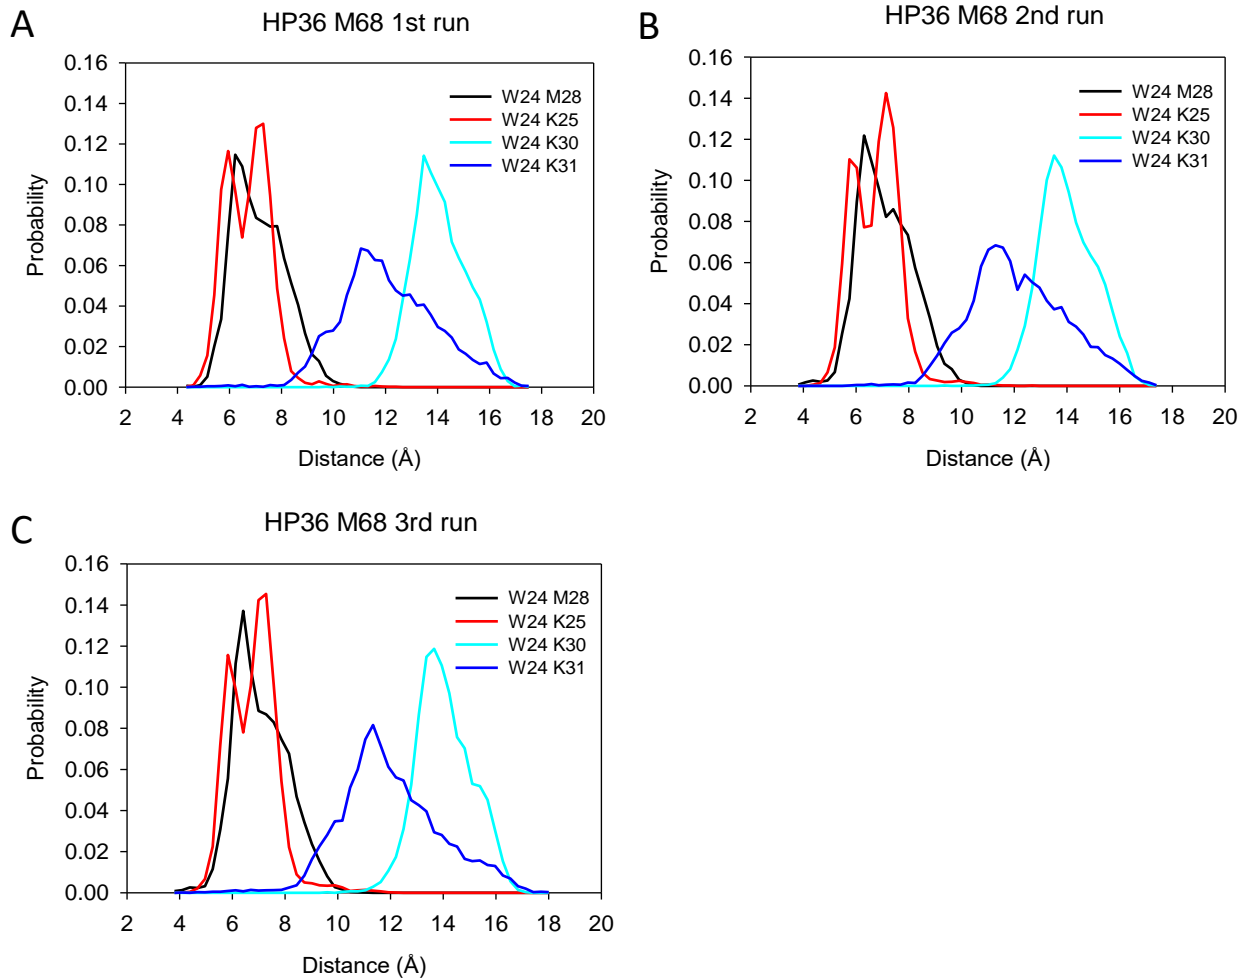 A
HP36 M68 1st run
0.16
0.14
0.12
0.10
0.08
0.06
0.04
0.02
0.00
Probability
W24 M28
W24 K25
W24 K30
W24 K31
2 4 6 8 10 12 14 16 18 20
Distance (Å)
B
HP36 M68 2nd run
0.16
0.14
0.12
0.10
0.08
0.06
0.04
0.02
0.00
Probability
W24 M28
W24 K25
W24 K30
W24 K31
2 4 6 8 10 12 14 16 18 20
Distance (Å)
C
HP36 M68 3rd run
0.16
0.14
0.12
0.10
0.08
0.06
0.04
0.02
0.00
Probability
W24 M28
W24 K25
W24 K30
W24 K31
2 4 6 8 10 12 14 16 18 20
Distance (Å)